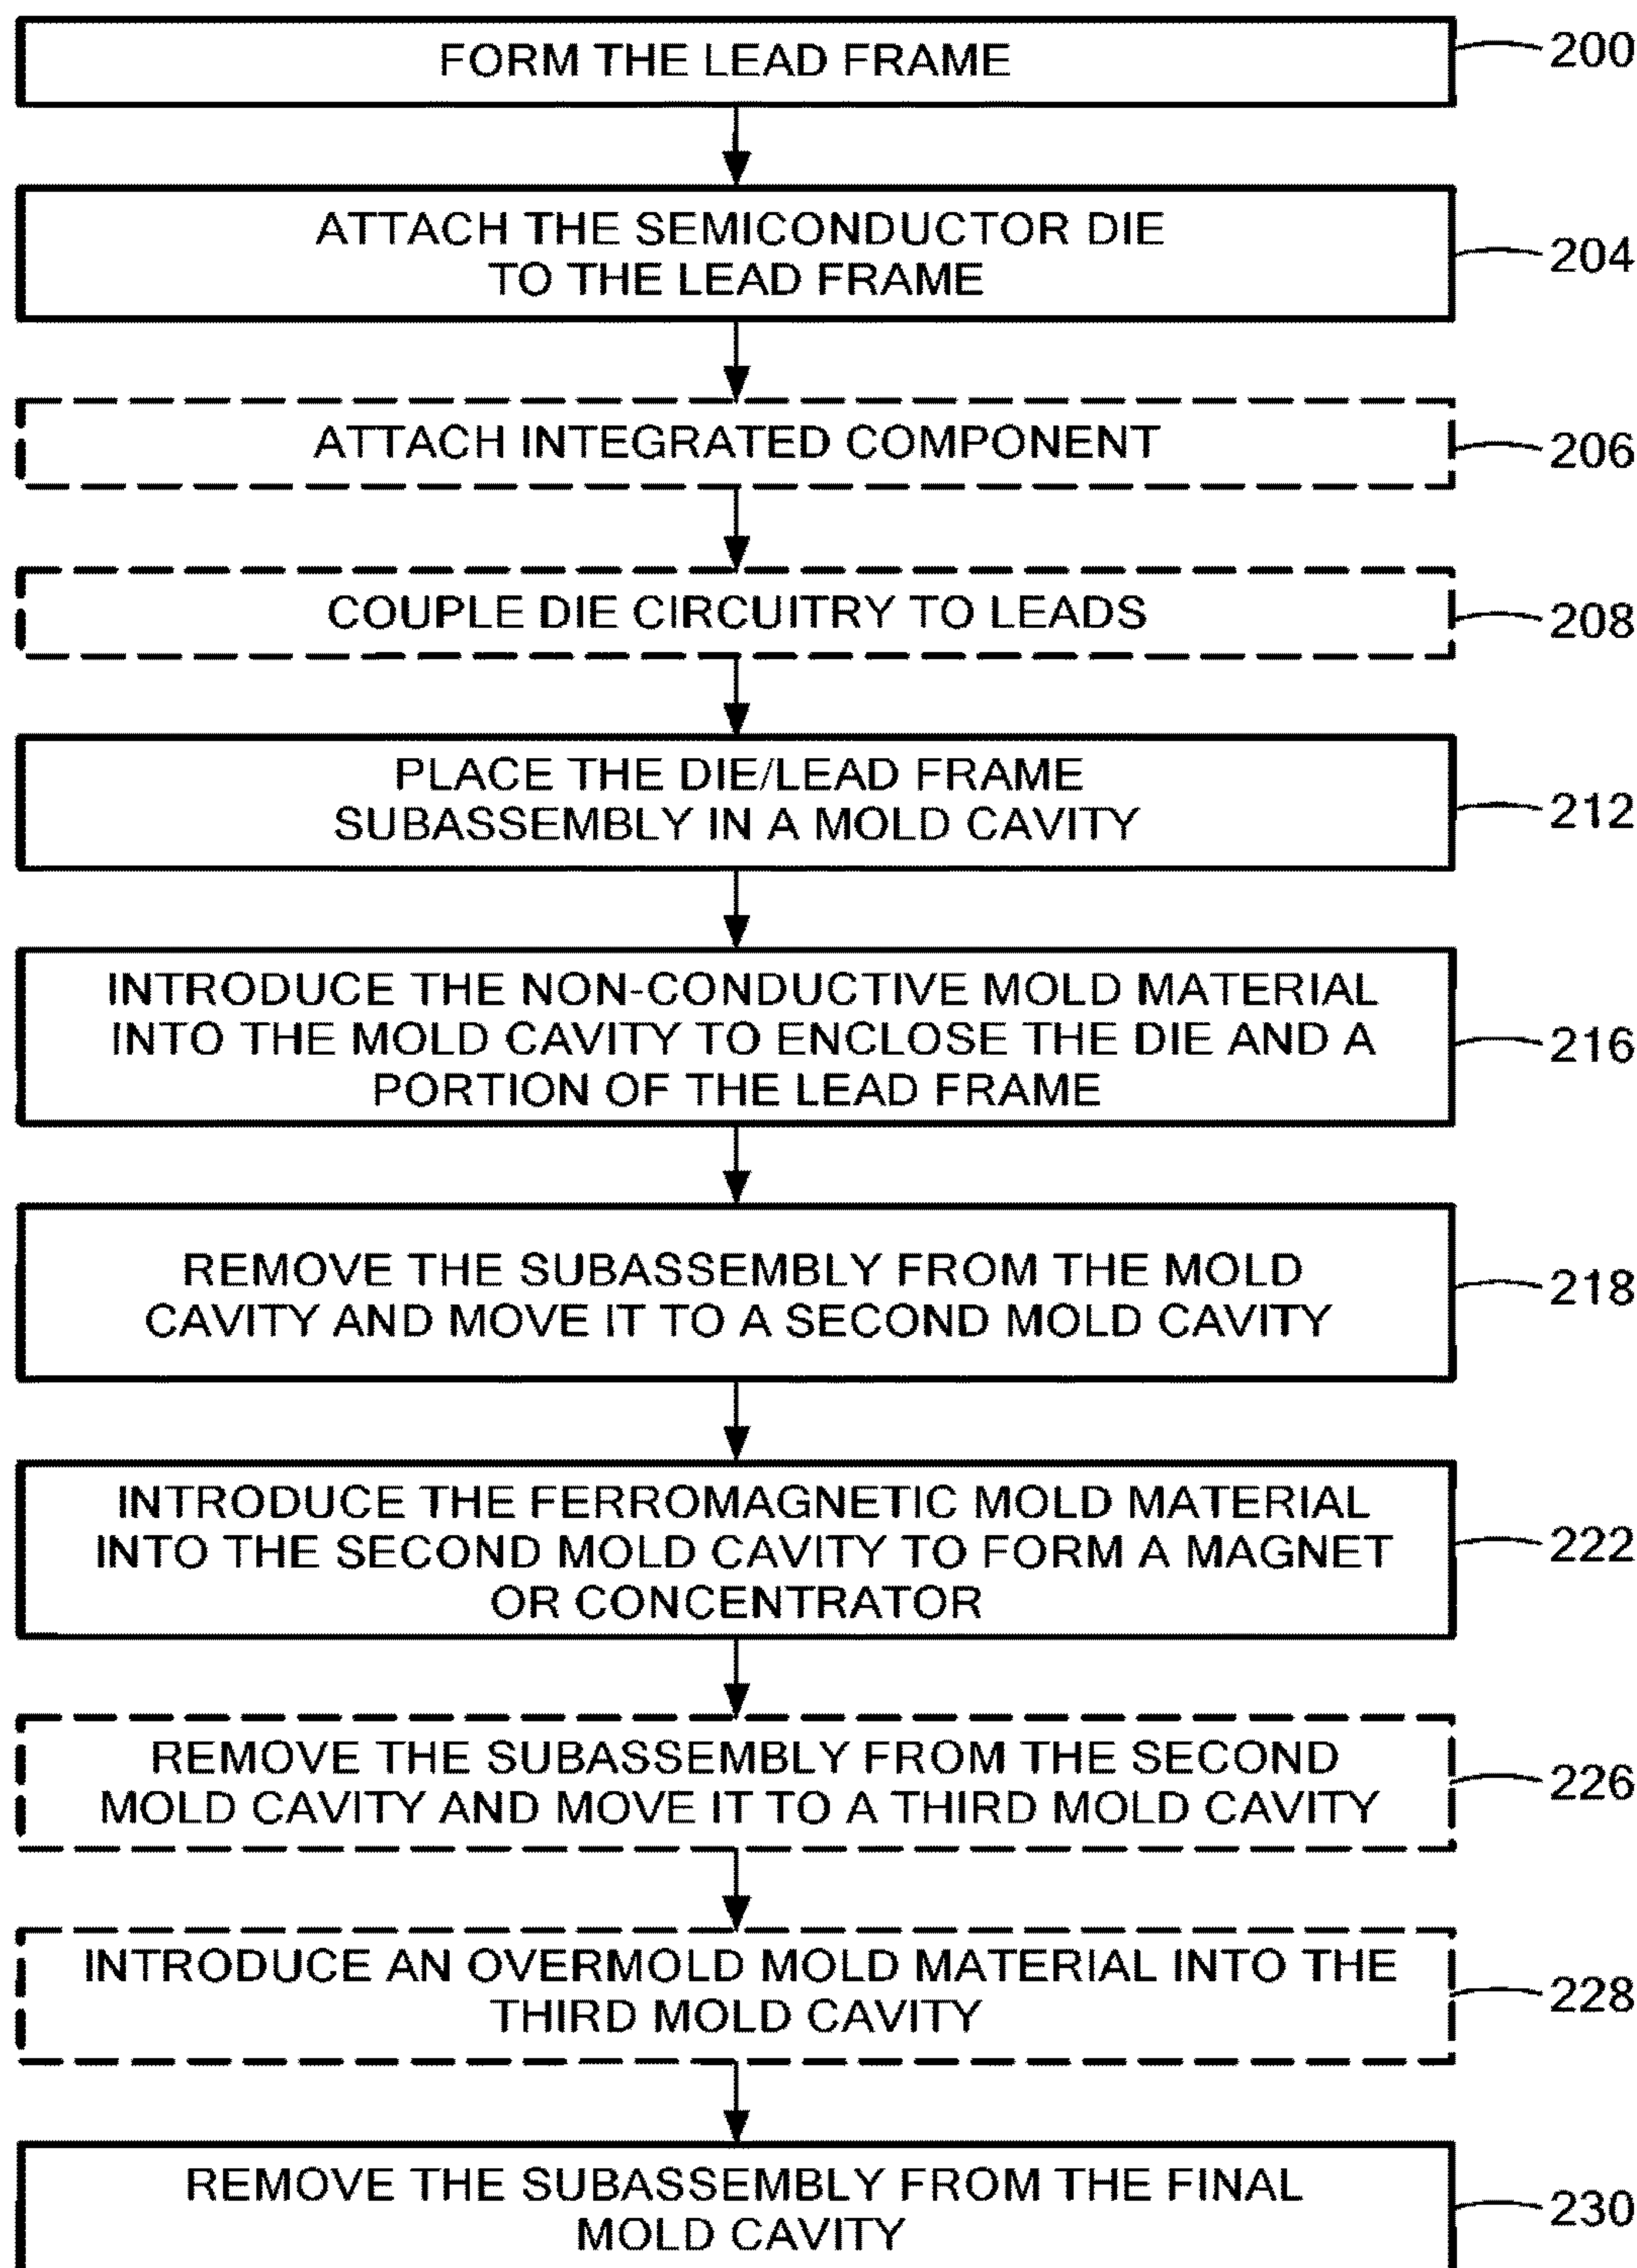 FORM THE LEAD FRAME
200
ATTACH THE SEMICONDUCTOR DIE
TO THE LEAD FRAME
204
ATTACH INTEGRATED COMPONENT
206
COUPLE DIE CIRCUITRY TO LEADS
208
PLACE THE DIE/LEAD FRAME
SUBASSEMBLY IN A MOLD CAVITY
212
INTRODUCE THE NON-CONDUCTIVE MOLD MATERIAL
INTO THE MOLD CAVITY TO ENCLOSE THE DIE AND A
PORTION OF THE LEAD FRAME
216
REMOVE THE SUBASSEMBLY FROM THE MOLD
CAVITY AND MOVE IT TO A SECOND MOLD CAVITY
218
INTRODUCE THE FERROMAGNETIC MOLD MATERIAL
INTO THE SECOND MOLD CAVITY TO FORM A MAGNET
OR CONCENTRATOR
222
REMOVE THE SUBASSEMBLY FROM THE SECOND
MOLD CAVITY AND MOVE IT TO A THIRD MOLD CAVITY
226
INTRODUCE AN OVERMOLD MOLD MATERIAL INTO THE
THIRD MOLD CAVITY
228
REMOVE THE SUBASSEMBLY FROM THE FINAL
MOLD CAVITY
230